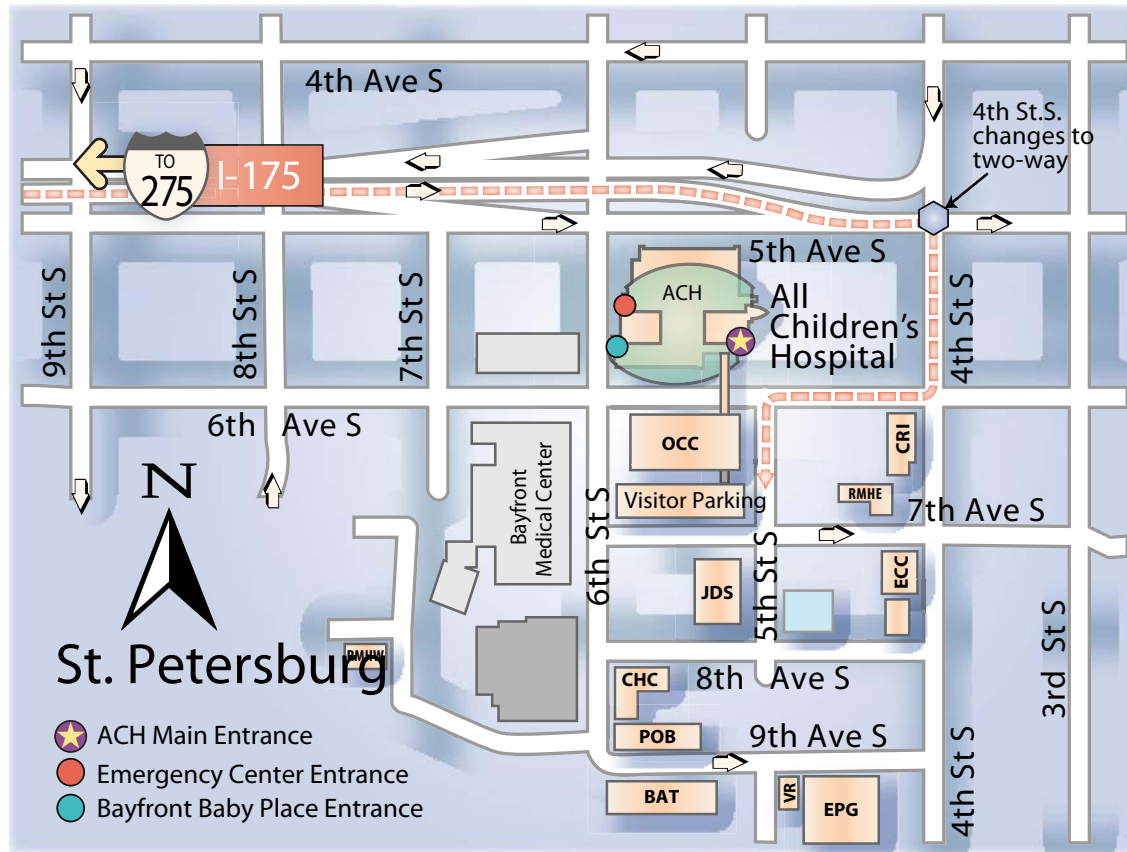 4th Ave S
4th St.S.
changes to
two-way
TO
275
I-175
5th Ave S
9th St S
8th St S
7th St S
ACH
All
Children's
Hospital
4th St S
6th Ave S
N
OCC
CRI
Visitor Parking
RMHE
7th Ave S
Bayfront
Medical Center
6th St S
JDS
5th St S
ECC
3rd St S
St. Petersburg
RMHW
CHC
8th Ave S
POB
9th Ave S
ACH Main Entrance
Emergency Center Entrance
Bayfront Baby Place Entrance
BAT
VR
EPG
4th St S